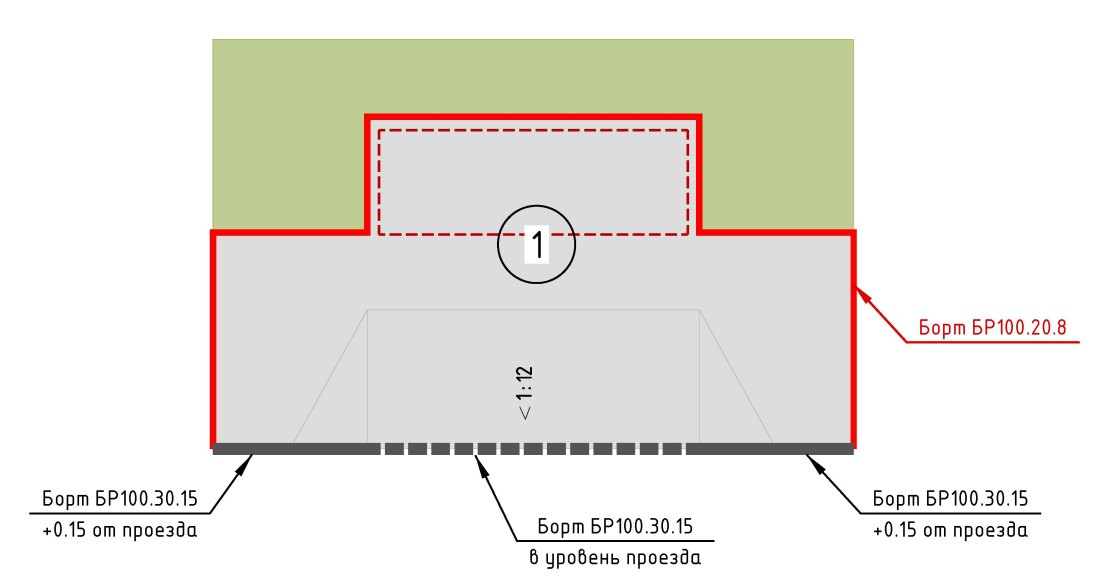 1
Борт БР100.20.8
< 1:12
Борт БР100.30.15
+0.15 от проезда
Борт БР100.30.15
в уровень проезда
Борт БР100.30.15
+0.15 от проезда